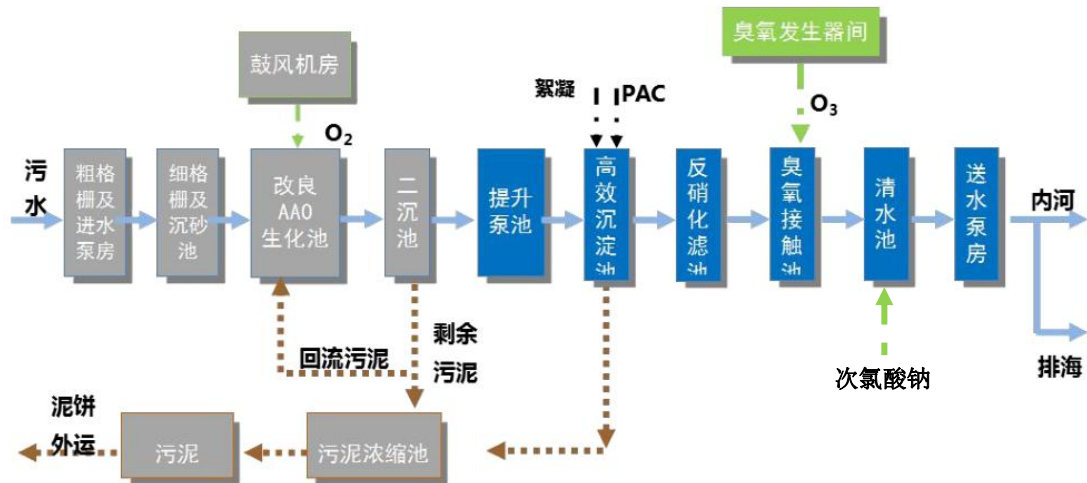 臭氧发生器间
鼓风机房
絮凝
PAC
O3
O2
污
水
粗格
栅及
进水
泵房
细格
栅及
沉砂
池
改良
AAO
生化池
二
沉
池
提升
泵池
高
效
沉
淀
池
反
硝
化
滤
池
臭
氧
接
触
池
清
水
池
送
水
泵
房
内河
排海
回流污泥
剩余
污泥
次氯酸钠
泥饼
外运
污泥
污泥浓缩池